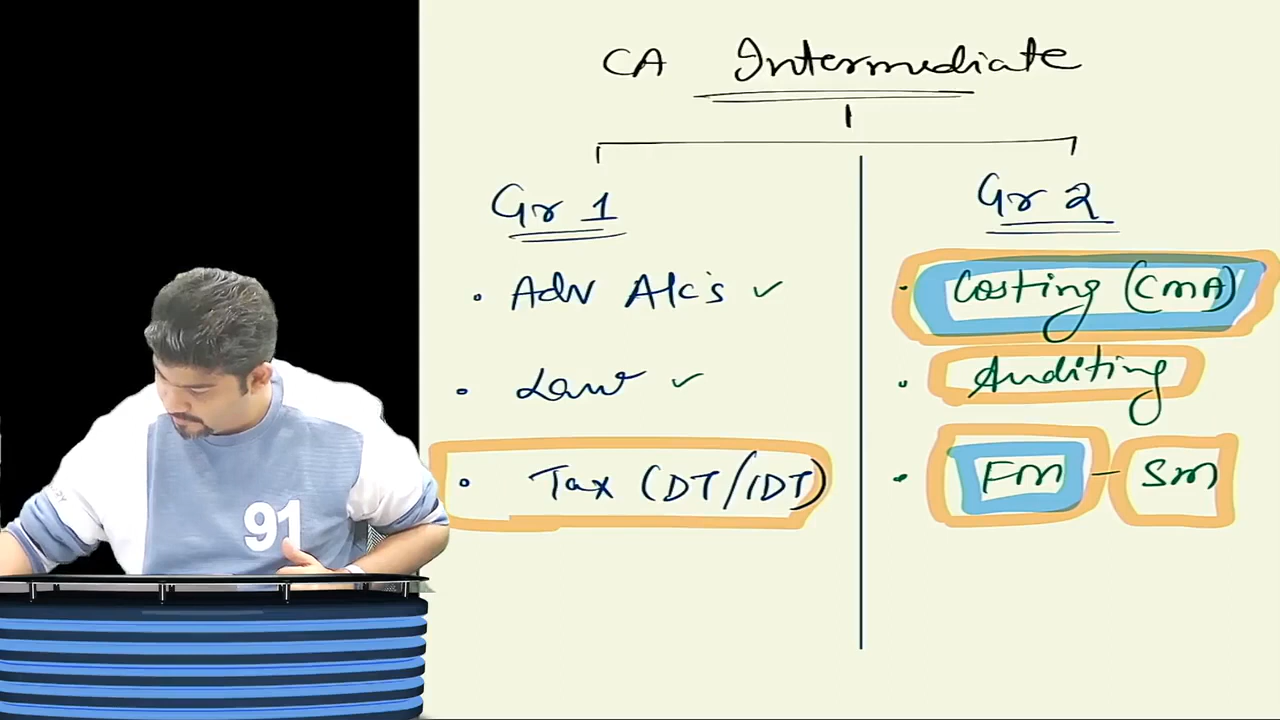 CA Intermediate
Gr 1
• Adv A/c's ✓
• Law ✓
• Tax (DT/IDT)
Gr 2
• Costing (CMA)
• Auditing
• FM - SM
91